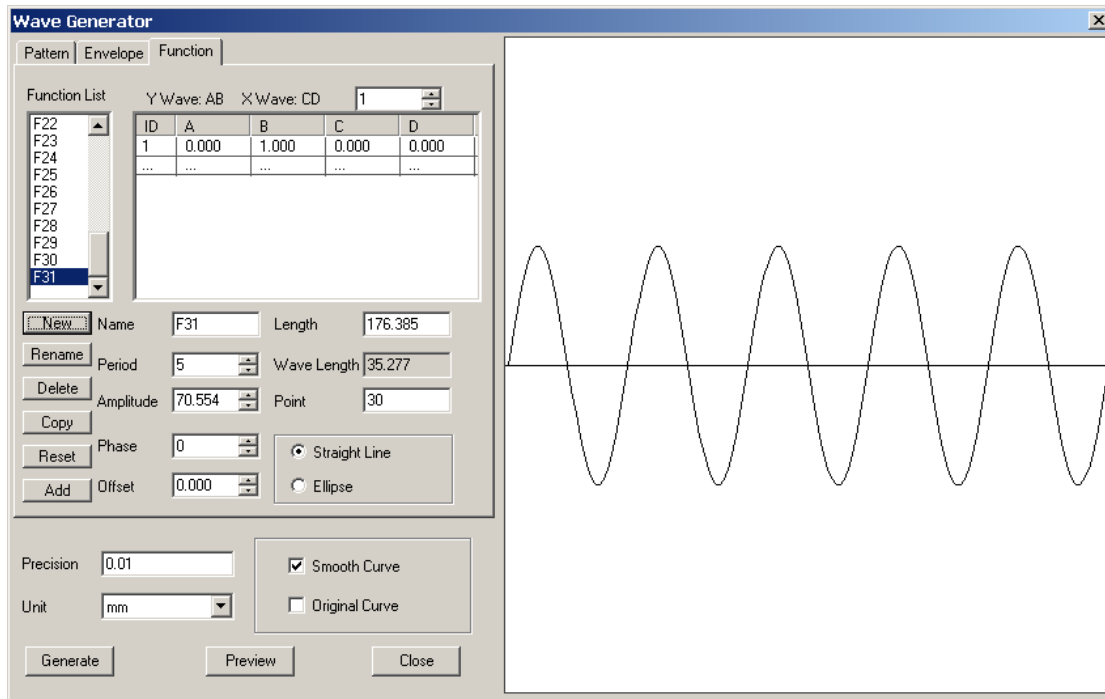 Wave Generator
Pattern Envelope Function
Function List Y Wave: AB X Wave: CD 1
F22
F23
F24
F25
F26
F27
F28
F29
F30
F31
ID A B C D
1 0.000 1.000 0.000 0.000
... ... ... ... ...
New Name F31 Length 176.385
Rename Period 5 Wave Length 35.277
Delete Amplitude 70.554 Point 30
Copy
Reset Phase 0 Straight Line
Add Offset 0.000 Ellipse
Precision 0.01 Smooth Curve
Unit mm Original Curve
Generate Preview Close